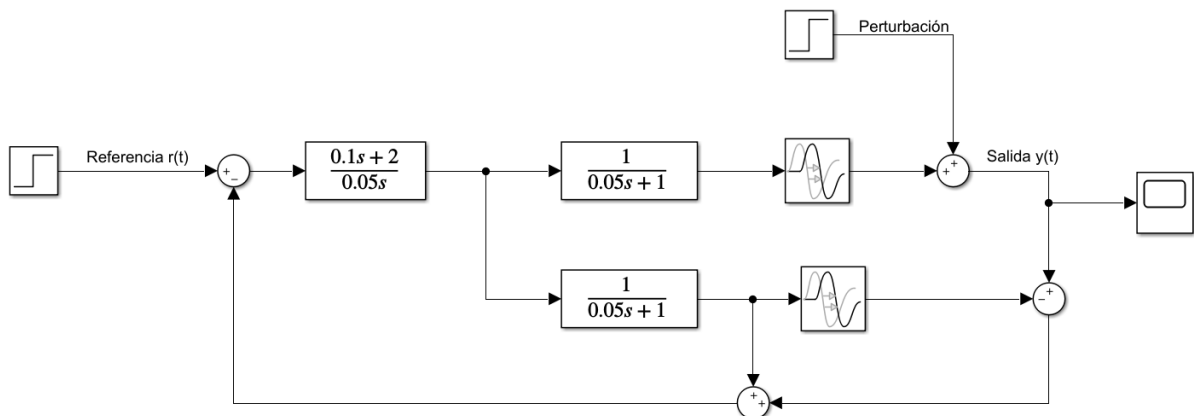 Perturbación
Referencia r(t)
+
−
0.1s + 2
0.05s
1
0.05s + 1
+
+
Salida y(t)
1
0.05s + 1
−
+
+
+